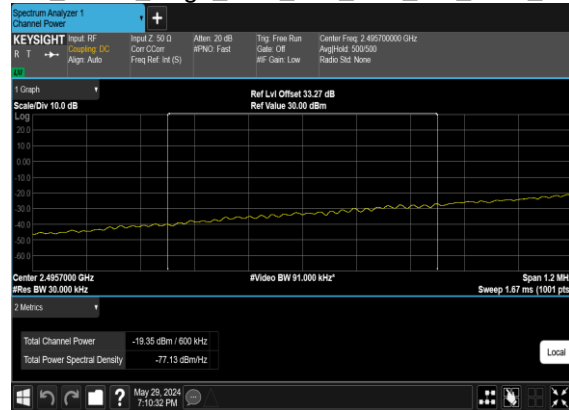 Spectrum Analyzer 1
Channel Power
+
KEYSIGHT Input: RF Input Z: 50 Ω Atten: 20 dB Trig: Free Run Center Freq: 2.495700000 GHz
R T Coupling: DC Corr CCorr #PNO: Fast Gate: Off Avg|Hold: 500/500
Align: Auto Freq Ref: Int (S) #IF Gain: Low Radio Std: None
1 Graph
Scale/Div 10.0 dB Ref Lvl Offset 33.27 dB
Ref Value 30.00 dBm
Log
20.0
10.0
0.00
-10.0
-20.0
-30.0
-40.0
-50.0
-60.0
Center 2.4957000 GHz #Video BW 91.000 kHz* Span 1.2 MH
#Res BW 30.000 kHz Sweep 1.67 ms (1001 pts
2 Metrics
Total Channel Power -19.35 dBm / 600 kHz
Total Power Spectral Density -77.13 dBm/Hz
Local
? May 29, 2024
7:10:32 PM